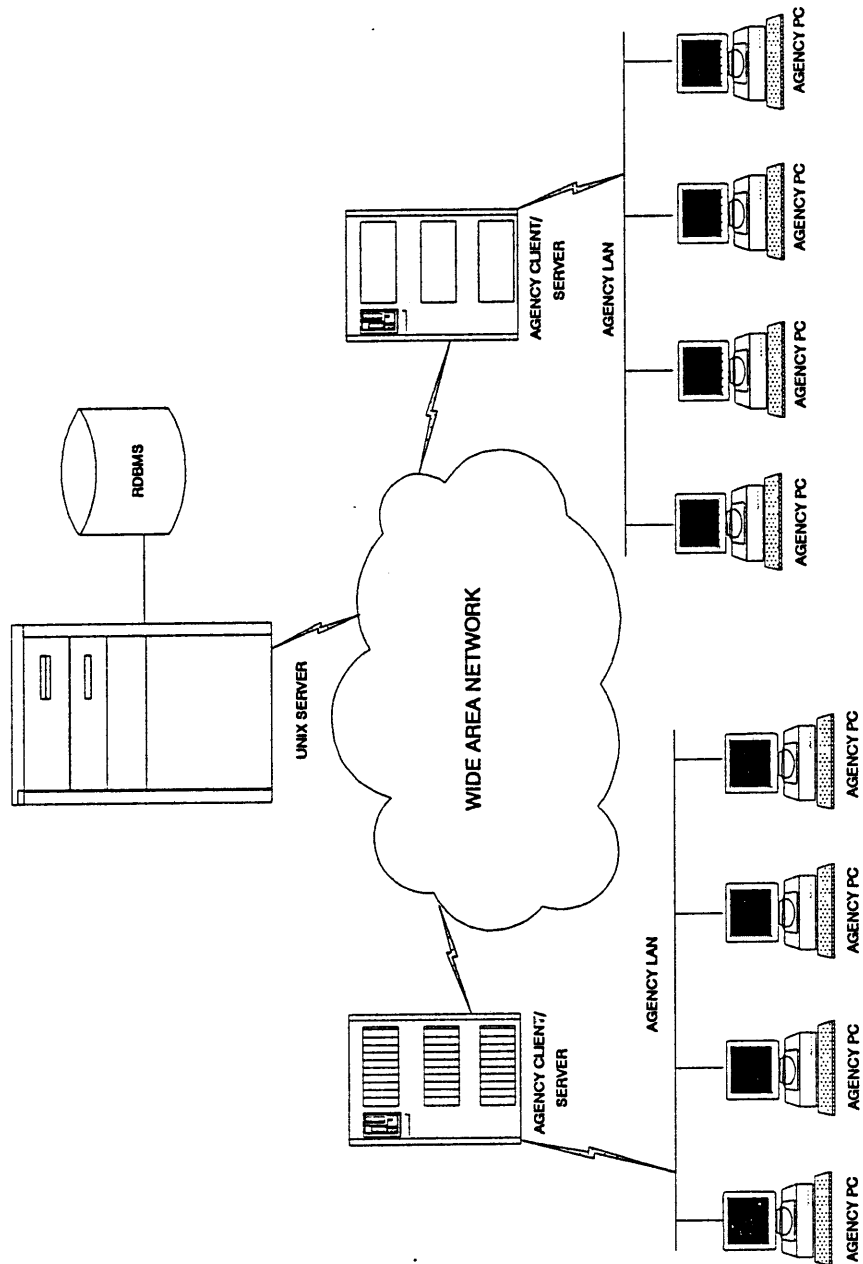 RDBMS
UNIX SERVER
WIDE AREA NETWORK
AGENCY CLIENT/
SERVER
AGENCY CLIENT/
SERVER
AGENCY LAN
AGENCY LAN
AGENCY PC
AGENCY PC
AGENCY PC
AGENCY PC
AGENCY PC
AGENCY PC
AGENCY PC
AGENCY PC